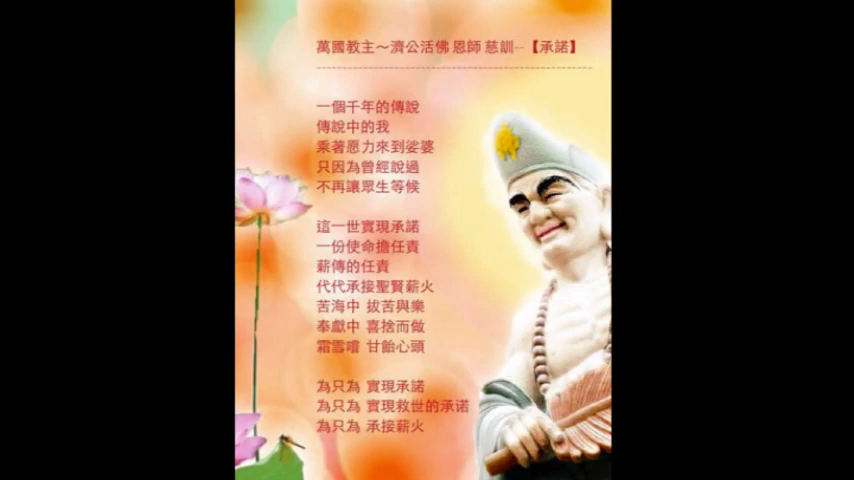 萬國教主～濟公活佛 恩師 慈訓--【承諾】
一個千年的傳說
傳說中的我
乘著愿力來到娑婆
只因為曾經說過
不再讓眾生等候
這一世實現承諾
一份使命擔任責
薪傳的任責
代代承接聖賢薪火
苦海中 拔苦與樂
奉獻中 喜捨而做
霜雪嚐 甘飴心頭
為只為 實現承諾
為只為 實現救世的承诺
為只為 承接薪火